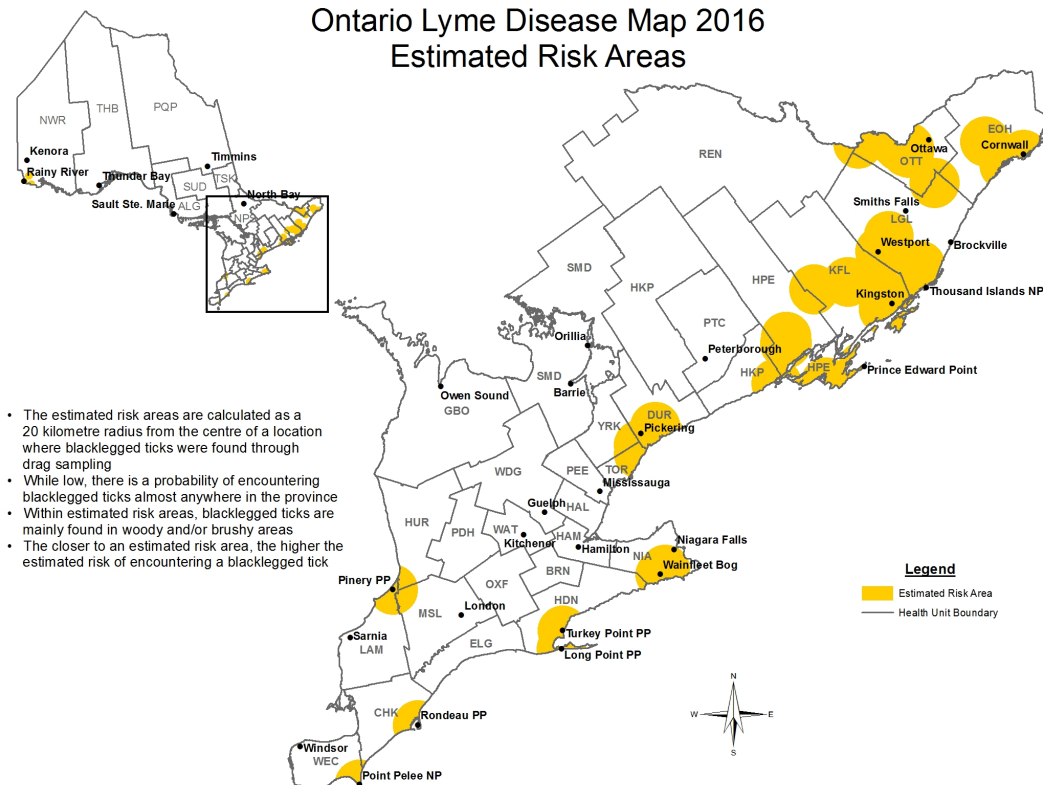 Ontario Lyme Disease Map 2016
Estimated Risk Areas
NWR
THB
PQP
Kenora
Rainy River
Thunder Bay
Timmins
TSK
SUD
ALG
Sault Ste. Marie
North Bay
NPS
REN
EOH
Cornwall
Ottawa
OTT
Smiths Falls
LGL
Westport
Brockville
SMD
HKP
HPE
KFL
Kingston
Thousand Islands NP
PTC
Orillia
Peterborough
HKP
HPE
Prince Edward Point
SMD
Barrie
Owen Sound
GBO
DUR
Pickering
YRK
TOR
PEE
Mississauga
WDG
Guelph
HAL
HUR
PDH
WAT
Kitchener
HAM
Hamilton
Niagara Falls
NIA
Wainfleet Bog
BRN
OXF
Pinery PP
MSL
London
HDN
Turkey Point PP
Long Point PP
Sarnia
LAM
ELG
CHK
Rondeau PP
Windsor
WEC
Point Pelee NP
• The estimated risk areas are calculated as a
20 kilometre radius from the centre of a location
where blacklegged ticks were found through
drag sampling
• While low, there is a probability of encountering
blacklegged ticks almost anywhere in the province
• Within estimated risk areas, blacklegged ticks are
mainly found in woody and/or brushy areas
• The closer to an estimated risk area, the higher the
estimated risk of encountering a blacklegged tick
Legend
Estimated Risk Area
Health Unit Boundary
N
W E
S